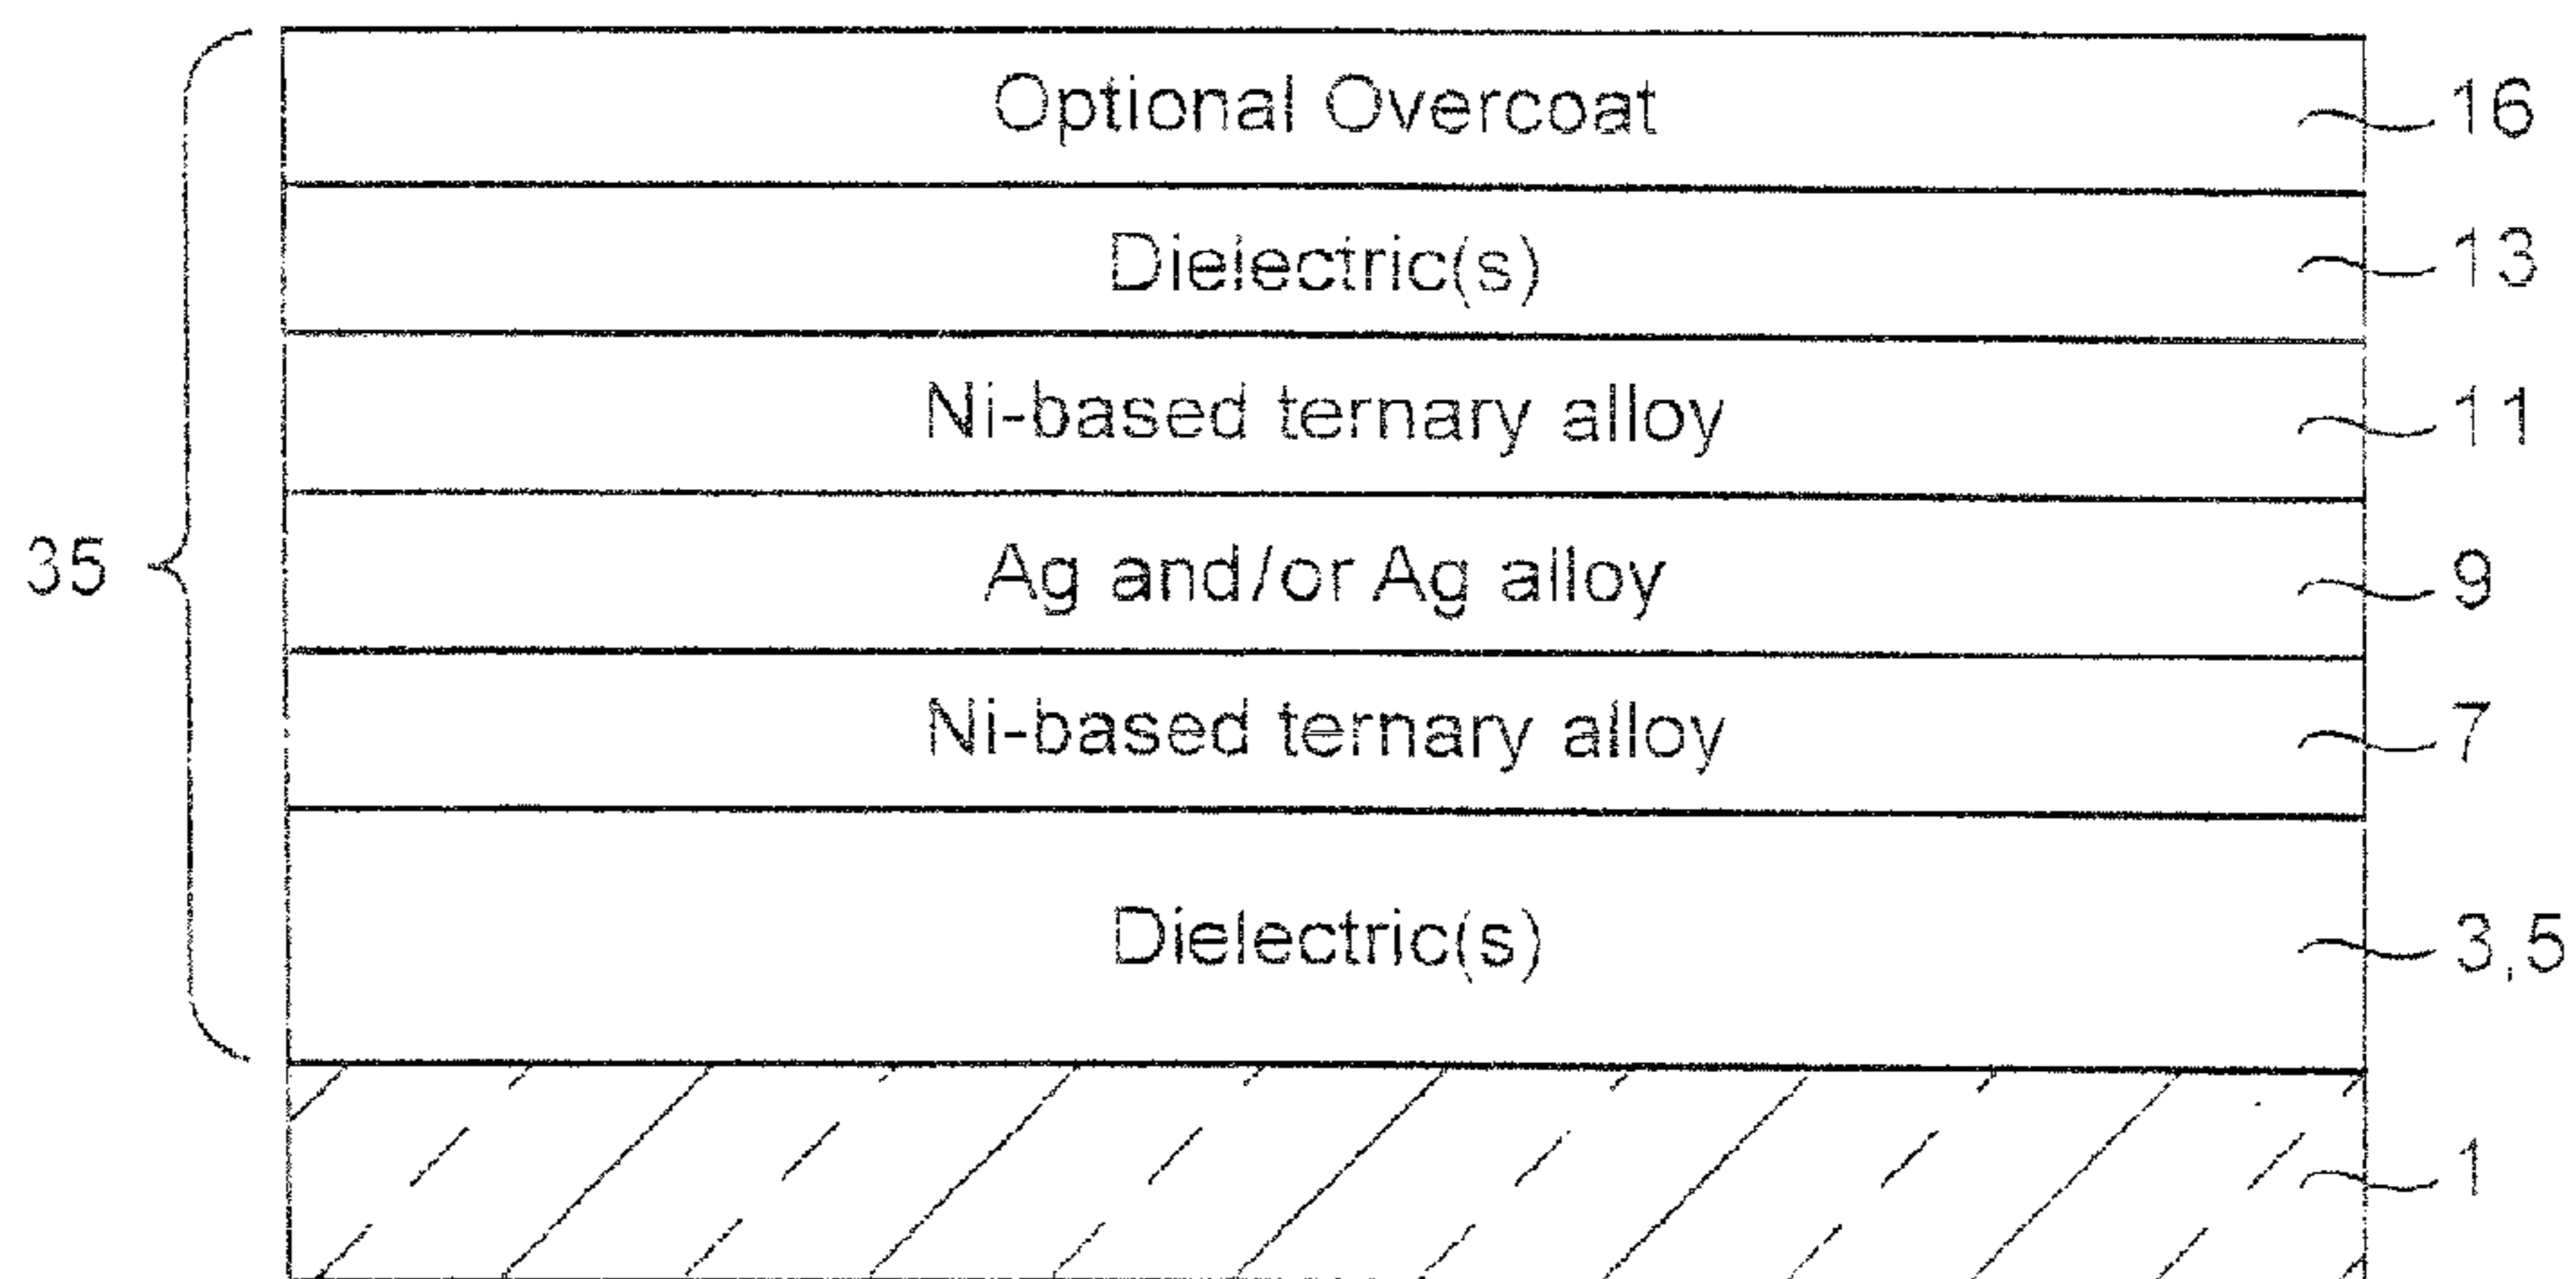 Optional Overcoat 16
Dielectric(s) 13
Ni-based ternary alloy 11
35 Ag and/or Ag alloy 9
Ni-based ternary alloy 7
Dielectric(s) 3,5
1